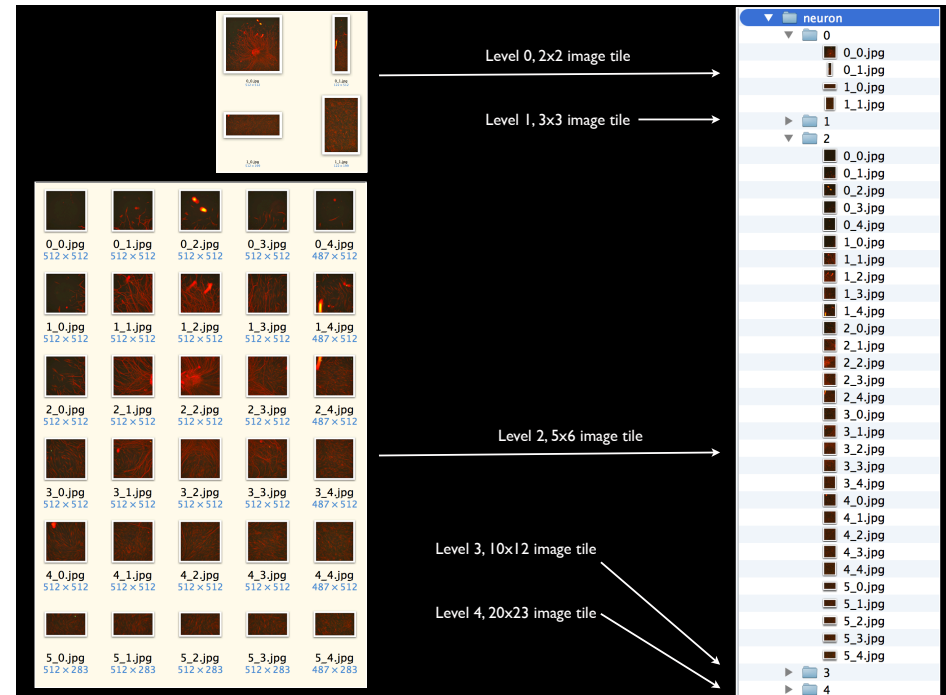 0_0.jpg 0_1.jpg
1_0.jpg 1_1.jpg
Level 0, 2x2 image tile
Level 1, 3x3 image tile
0_0.jpg 0_1.jpg 0_2.jpg 0_3.jpg 0_4.jpg
512 × 512 512 × 512 512 × 512 512 × 512 487 × 512
1_0.jpg 1_1.jpg 1_2.jpg 1_3.jpg 1_4.jpg
512 × 512 512 × 512 512 × 512 512 × 512 487 × 512
2_0.jpg 2_1.jpg 2_2.jpg 2_3.jpg 2_4.jpg
512 × 512 512 × 512 512 × 512 512 × 512 487 × 512
3_0.jpg 3_1.jpg 3_2.jpg 3_3.jpg 3_4.jpg
512 × 512 512 × 512 512 × 512 512 × 512 487 × 512
4_0.jpg 4_1.jpg 4_2.jpg 4_3.jpg 4_4.jpg
512 × 512 512 × 512 512 × 512 512 × 512 487 × 512
5_0.jpg 5_1.jpg 5_2.jpg 5_3.jpg 5_4.jpg
512 × 283 512 × 283 512 × 283 512 × 283 487 × 283
Level 2, 5x6 image tile
Level 3, 10x12 image tile
Level 4, 20x23 image tile
neuron
0
0_0.jpg
0_1.jpg
1_0.jpg
1_1.jpg
1
2
0_0.jpg
0_1.jpg
0_2.jpg
0_3.jpg
0_4.jpg
1_0.jpg
1_1.jpg
1_2.jpg
1_3.jpg
1_4.jpg
2_0.jpg
2_1.jpg
2_2.jpg
2_3.jpg
2_4.jpg
3_0.jpg
3_1.jpg
3_2.jpg
3_3.jpg
3_4.jpg
4_0.jpg
4_1.jpg
4_2.jpg
4_3.jpg
4_4.jpg
5_0.jpg
5_1.jpg
5_2.jpg
5_3.jpg
5_4.jpg
3
4